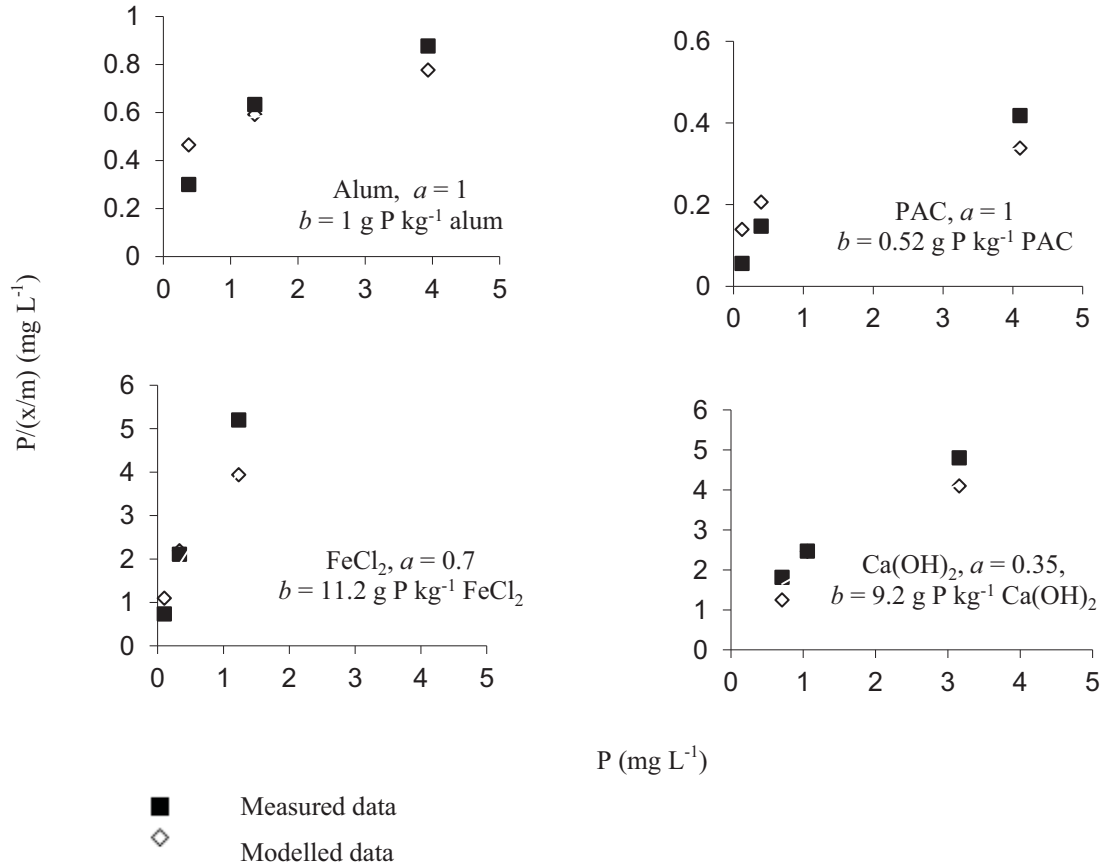 P/(x/m) (mg L⁻¹)
1
0.8
0.6
0.4
0.2
0
0 1 2 3 4 5
Alum, a = 1
b = 1 g P kg⁻¹ alum
0.6
0.4
0.2
0
0 1 2 3 4 5
PAC, a = 1
b = 0.52 g P kg⁻¹ PAC
6
5
4
3
2
1
0
0 1 2 3 4 5
FeCl₂, a = 0.7
b = 11.2 g P kg⁻¹ FeCl₂
6
5
4
3
2
1
0
0 1 2 3 4 5
Ca(OH)₂, a = 0.35,
b = 9.2 g P kg⁻¹ Ca(OH)₂
P (mg L⁻¹)
Measured data
Modelled data